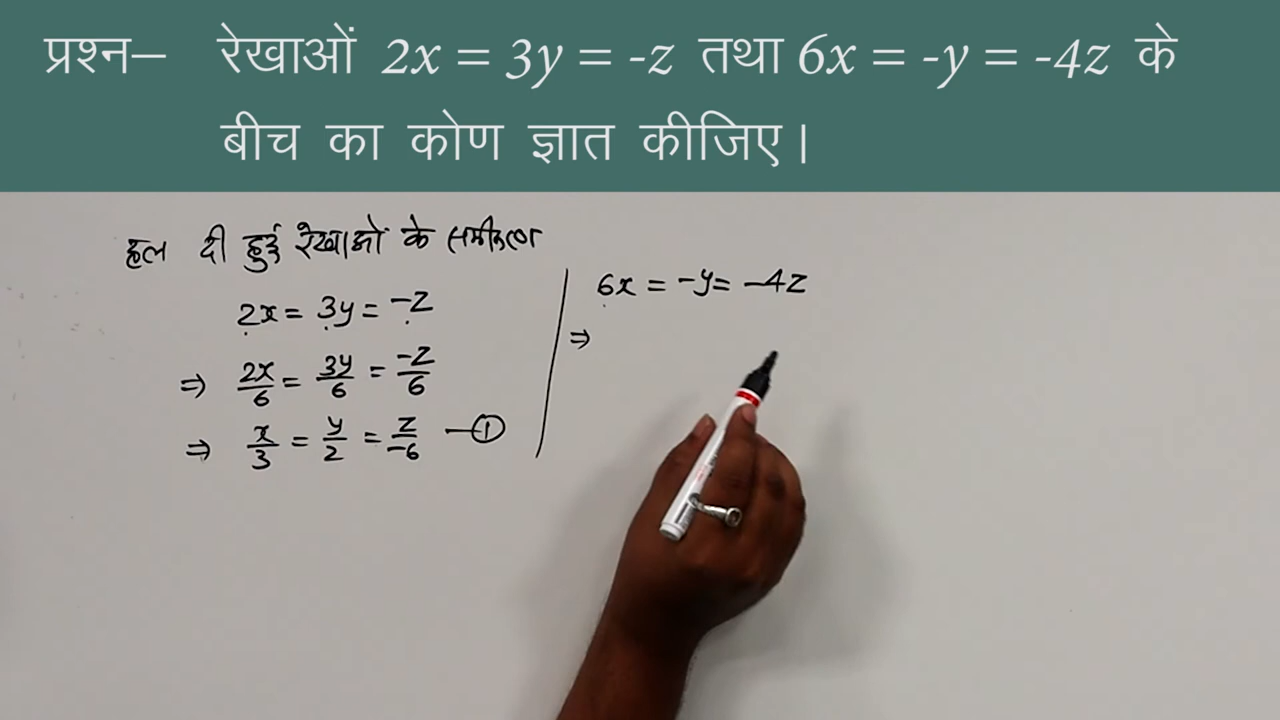 प्रश्न– रेखाओं 2x = 3y = -z तथा 6x = -y = -4z के
बीच का कोण ज्ञात कीजिए।
हल दी हुई रेखाओं के समीकरण
2x = 3y = -z
⇒ 2x/6 = 3y/6 = -z/6
⇒ x/3 = y/2 = z/-6 —①
6x = -y = -4z
⇒